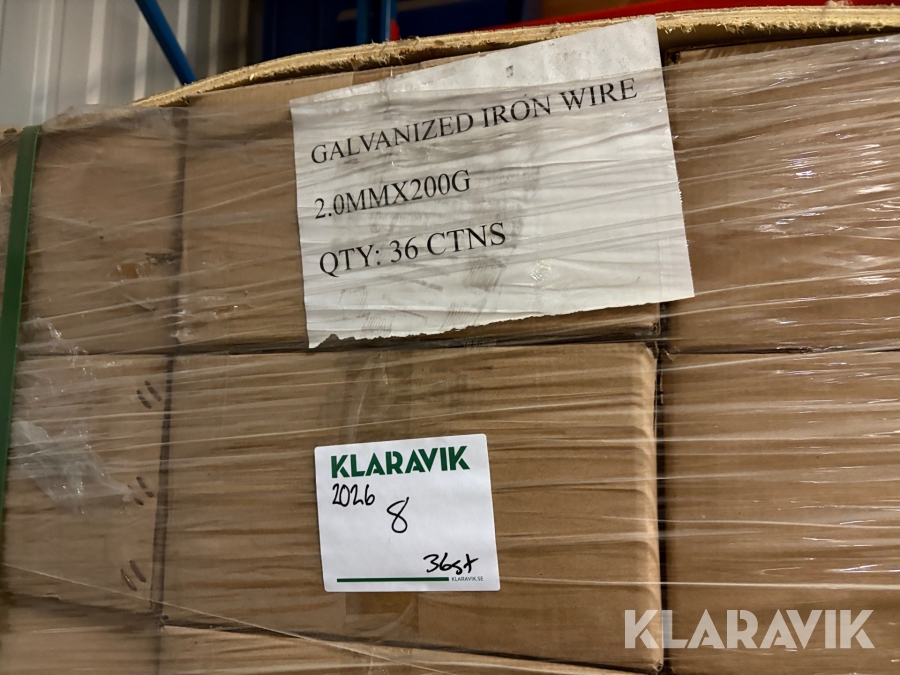 GALVANIZED IRON WIRE
2.0MMX200G
QTY: 36 CTNS
KLARAVIK
2026
8
36st
KLARAVIK.SE
KLARAVIK